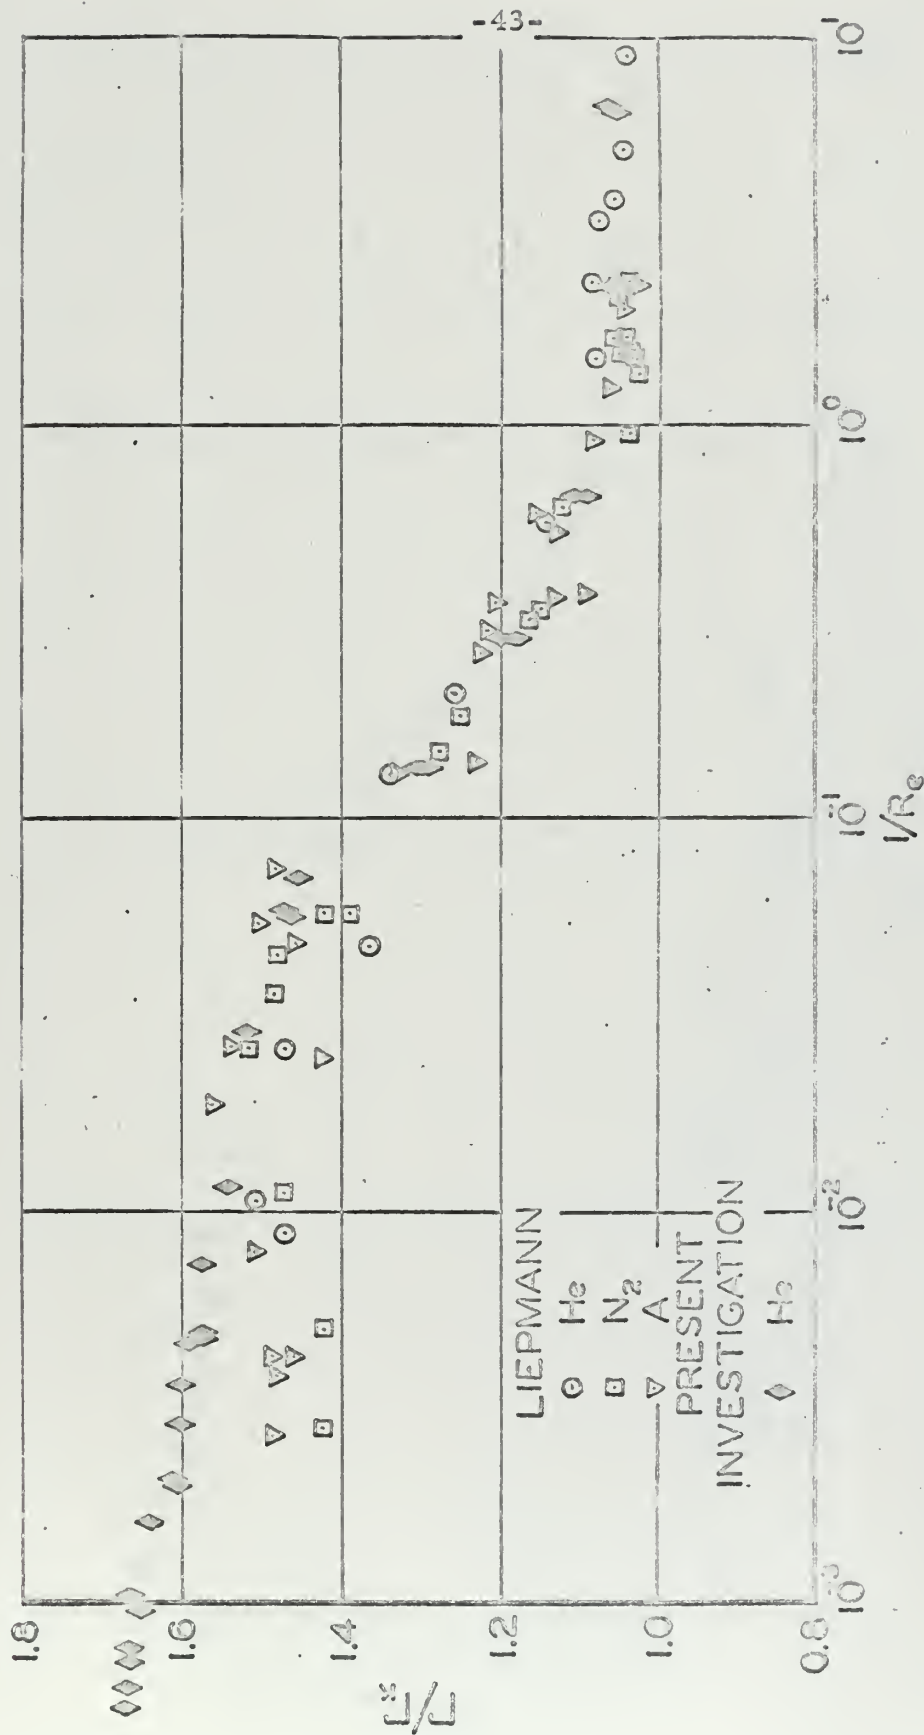 -43-
1.8
1.6
1.4
1.2
1.0
0.8
Γ/Γ*
LIEPMANN
He
N2
A
PRESENT
INVESTIGATION
He
10-3
10-2
10-1
100
10
1/Re